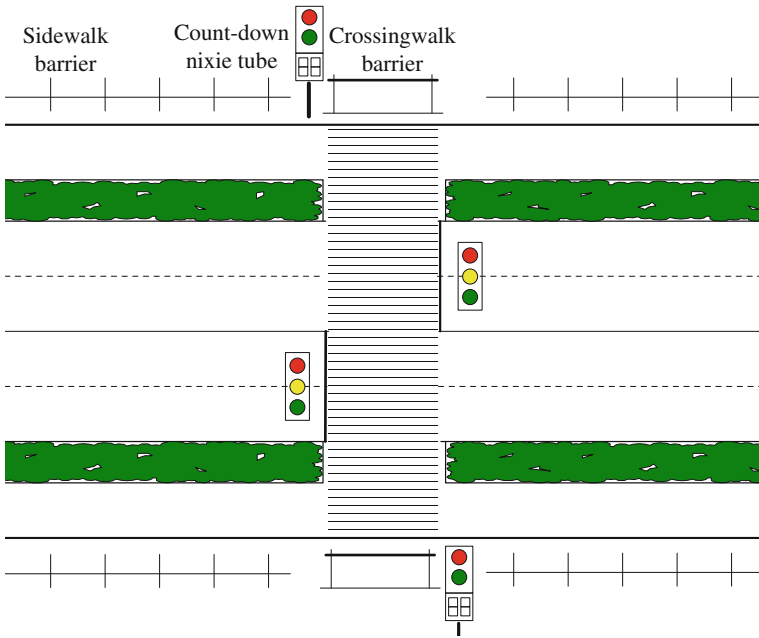 Sidewalk
barrier
Count-down
nixie tube
Crossingwalk
barrier